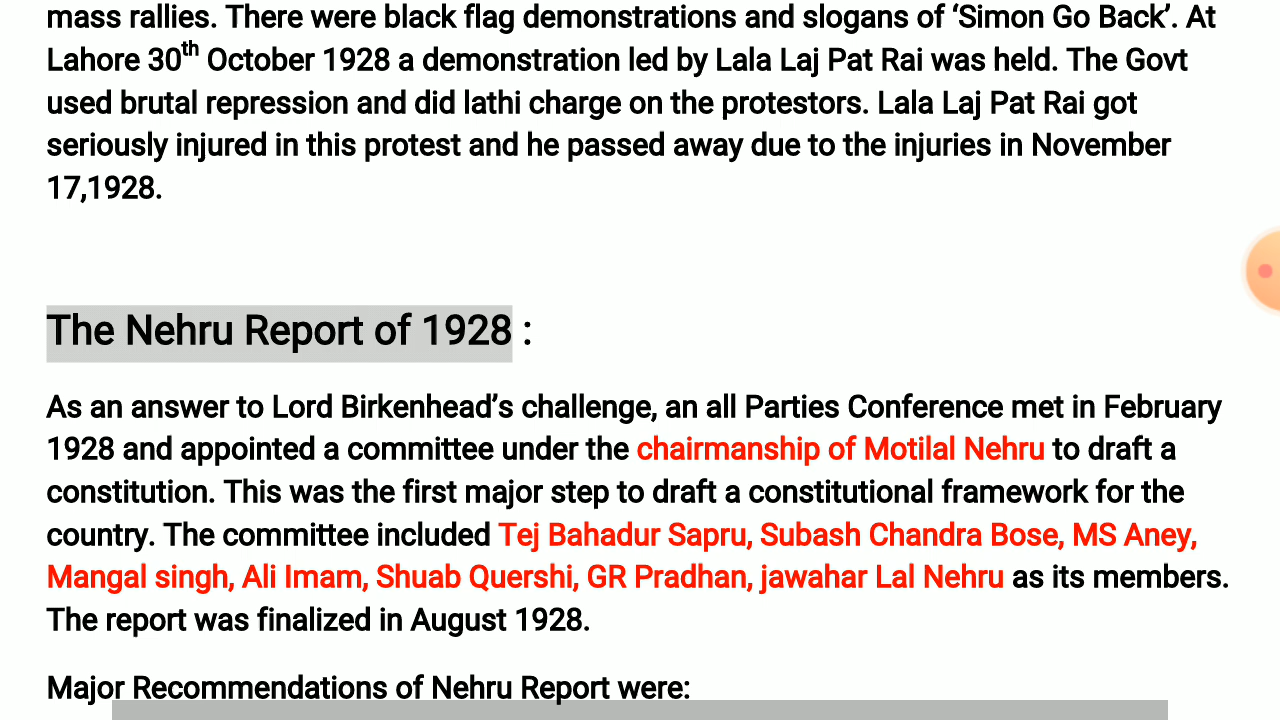 mass rallies. There were black flag demonstrations and slogans of ‘Simon Go Back’. At
Lahore 30th October 1928 a demonstration led by Lala Laj Pat Rai was held. The Govt
used brutal repression and did lathi charge on the protestors. Lala Laj Pat Rai got
seriously injured in this protest and he passed away due to the injuries in November
17,1928.
The Nehru Report of 1928 :
As an answer to Lord Birkenhead’s challenge, an all Parties Conference met in February
1928 and appointed a committee under the chairmanship of Motilal Nehru to draft a
constitution. This was the first major step to draft a constitutional framework for the
country. The committee included Tej Bahadur Sapru, Subash Chandra Bose, MS Aney,
Mangal singh, Ali Imam, Shuab Quershi, GR Pradhan, jawahar Lal Nehru as its members.
The report was finalized in August 1928.
Major Recommendations of Nehru Report were: